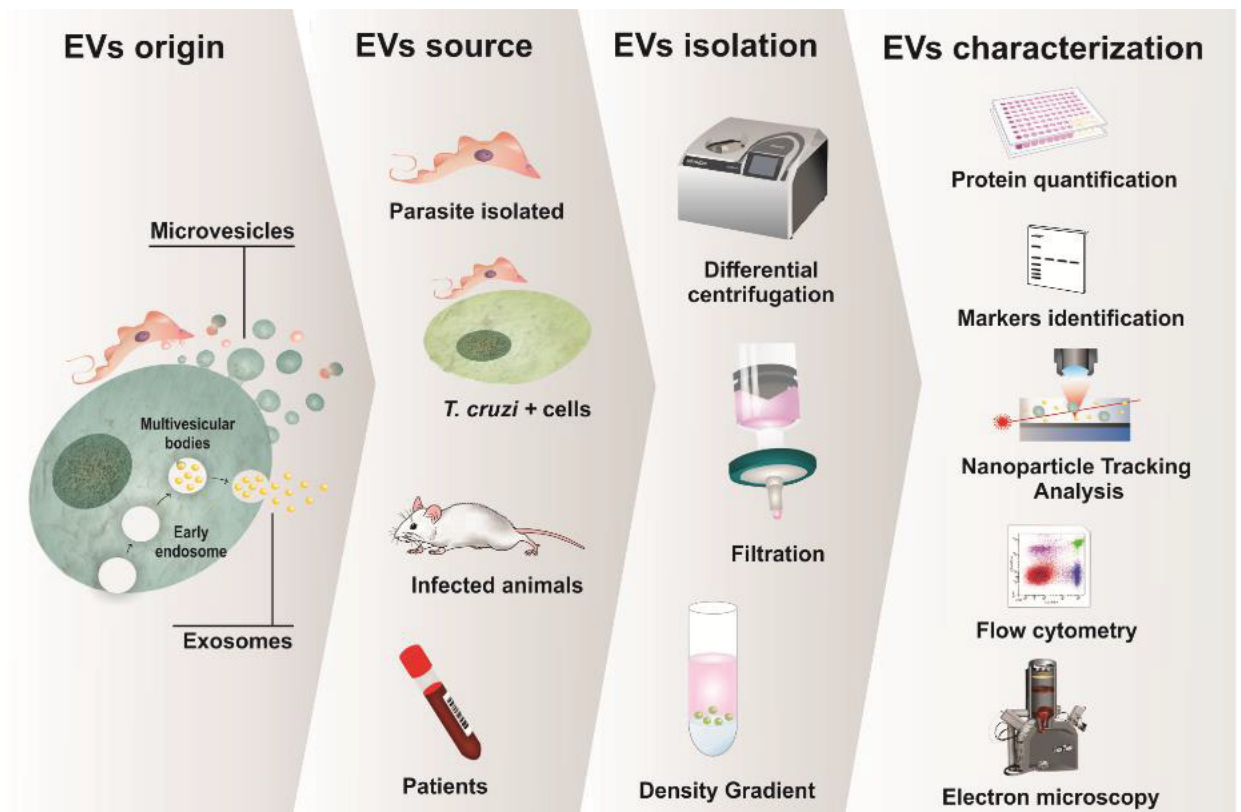 EVs origin
Microvesicles
Multivesicular
bodies
Early
endosome
Exosomes
EVs source
Parasite isolated
T. cruzi + cells
Infected animals
Patients
EVs isolation
Differential
centrifugation
Filtration
Density Gradient
EVs characterization
Protein quantification
Markers identification
Nanoparticle Tracking
Analysis
Flow cytometry
Electron microscopy